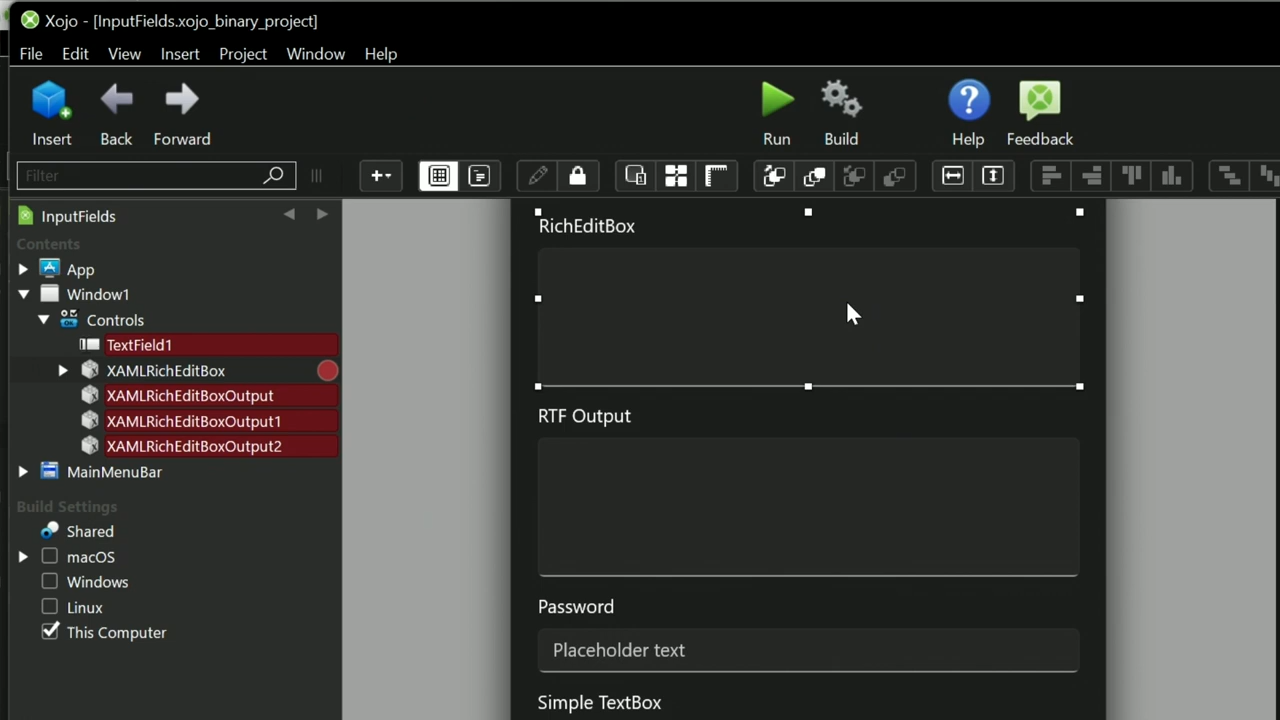 Xojo - [InputFields.xojo_binary_project]
File Edit View Insert Project Window Help
Insert Back Forward Run Build Help Feedback
Filter
InputFields
Contents
App
Window1
Controls
TextField1
XAMLRichEditBox
XAMLRichEditBoxOutput
XAMLRichEditBoxOutput1
XAMLRichEditBoxOutput2
MainMenuBar
Build Settings
Shared
macOS
Windows
Linux
This Computer
RichEditBox
RTF Output
Password
Placeholder text
Simple TextBox